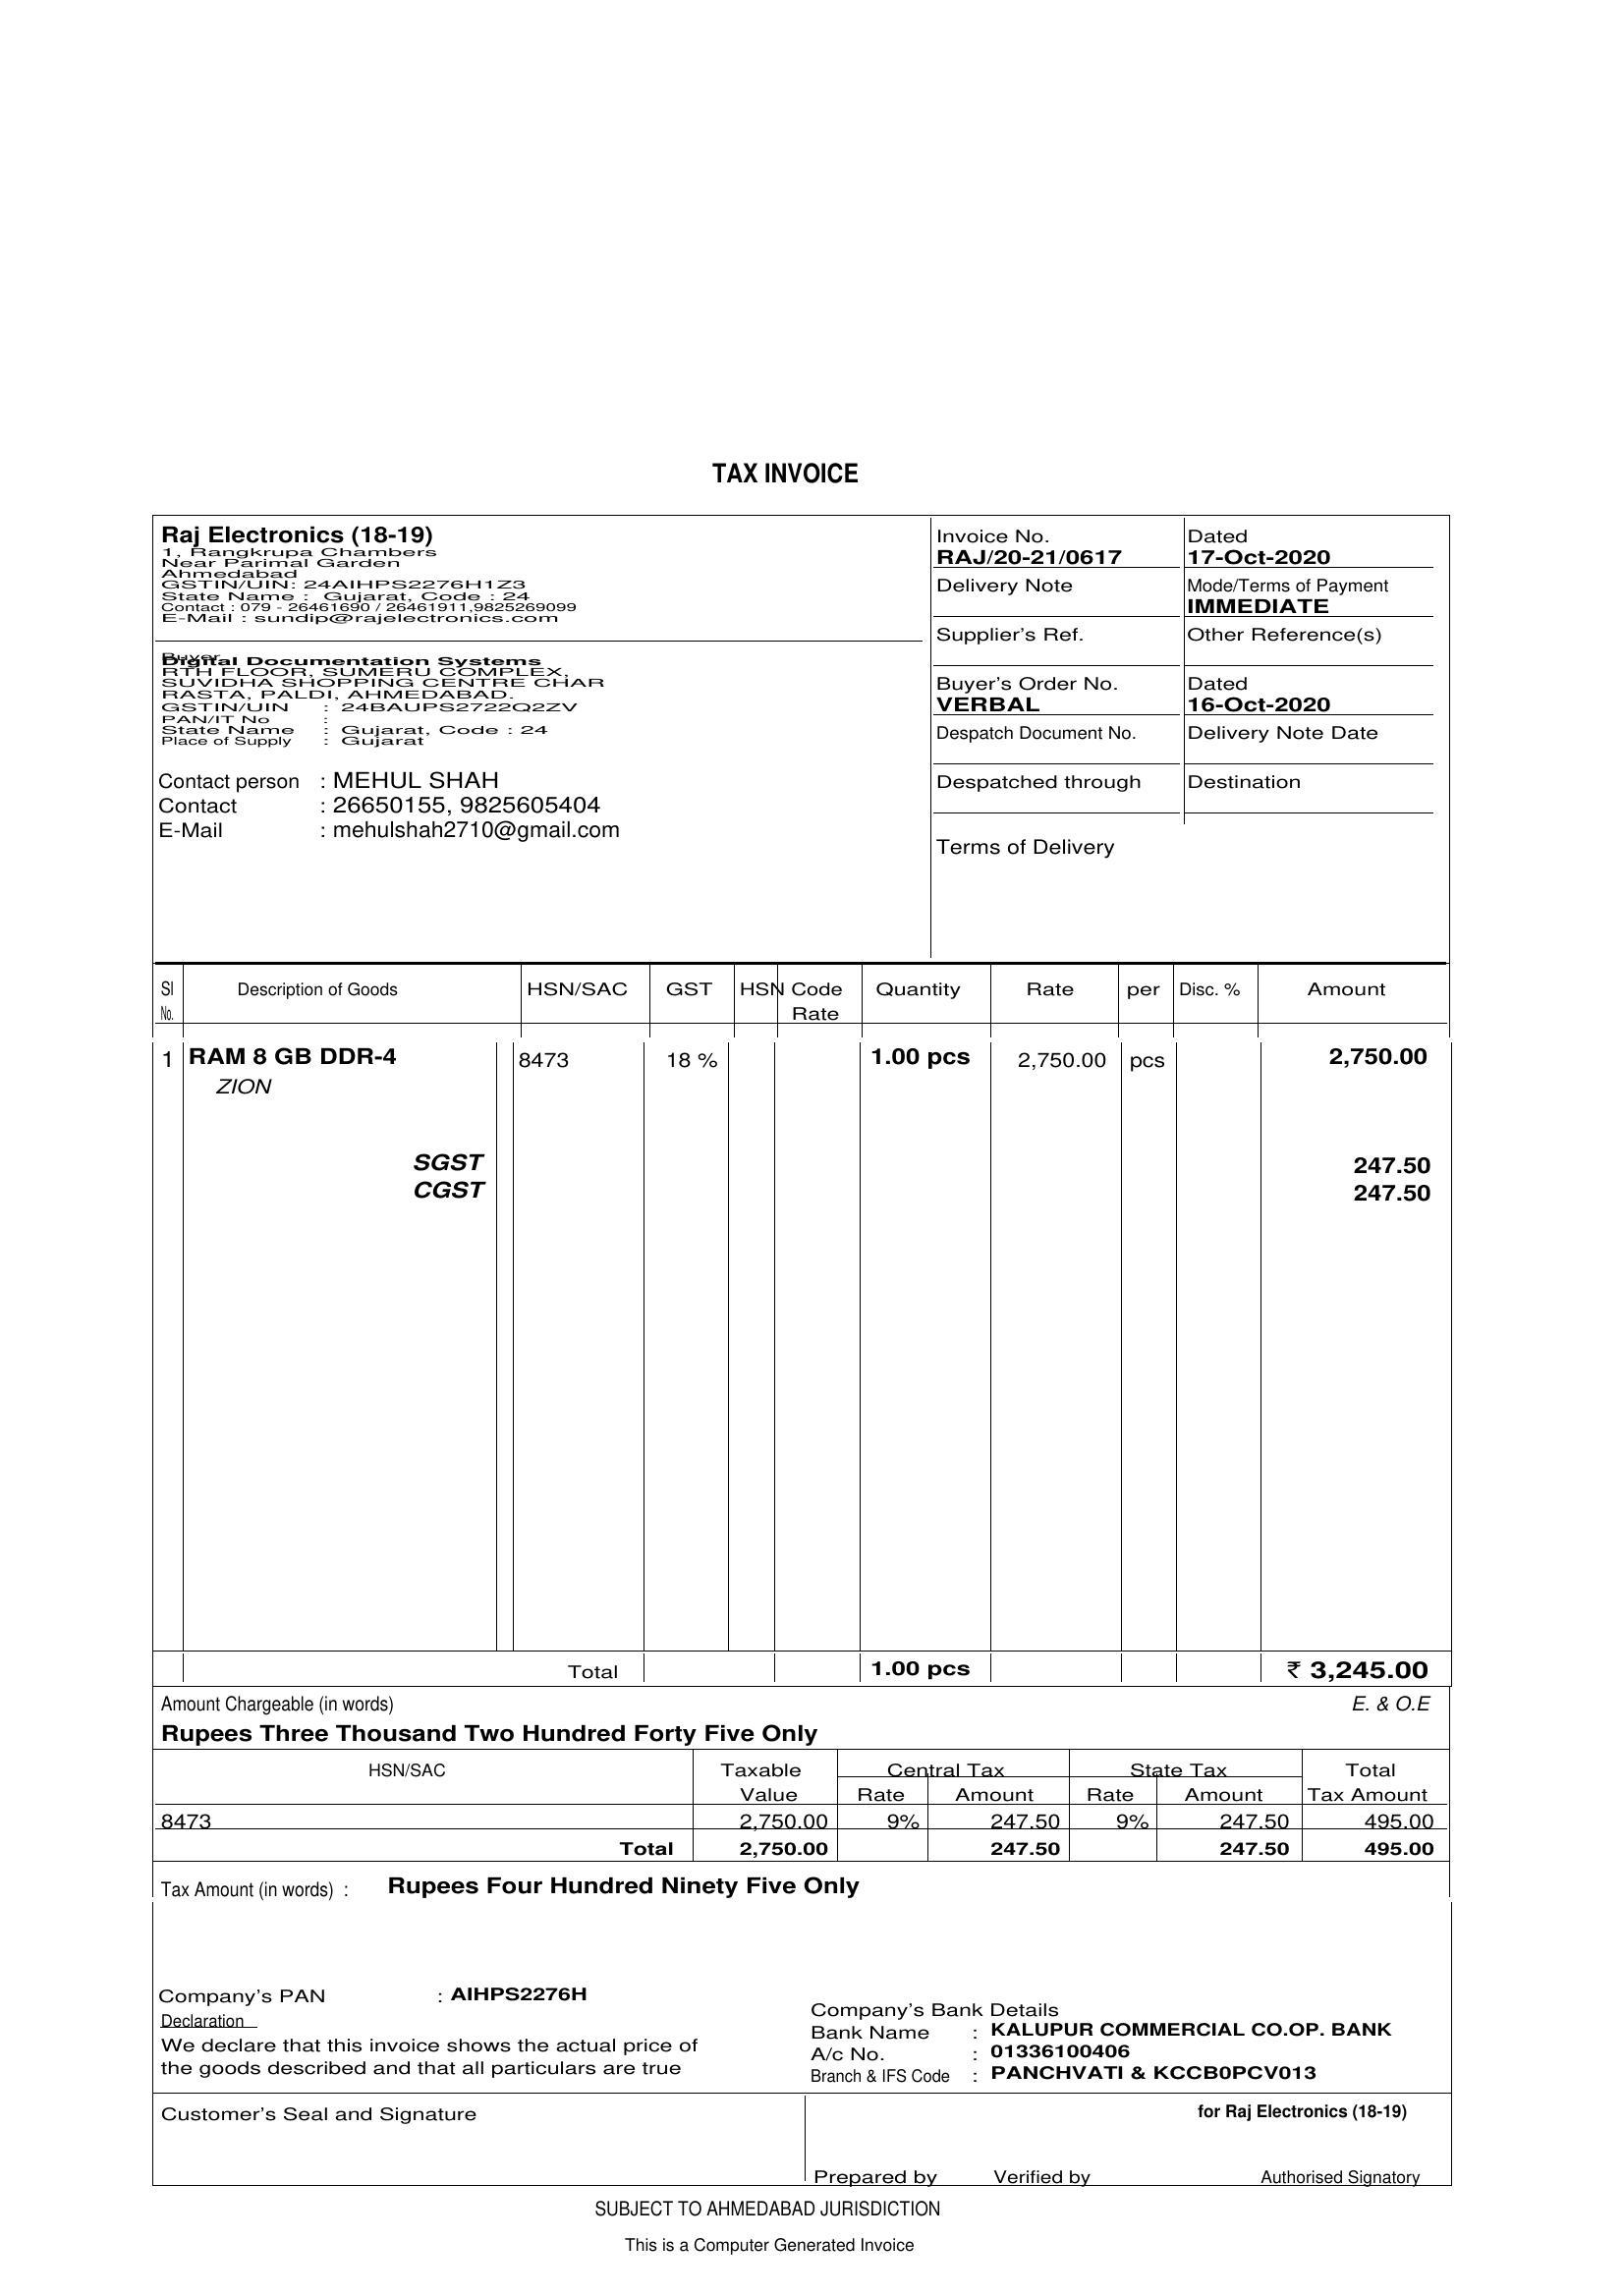 TAX INVOICE
Raj Electronics (18-19)
1, Rangkrupa Chambers
Near Parimal Garden
Ahmedabad
GSTIN/UIN: 24AIHPS2276H1Z3
State Name : Gujarat, Code : 24
Contact : 079 - 26461690 / 26461911,9825269099
E-Mail : sundip@rajelectronics.com
Invoice No.
RAJ/20-21/0617
Dated
17-Oct-2020
Delivery Note
Mode/Terms of Payment
IMMEDIATE
Supplier’s Ref.
Other Reference(s)
Buyer
Digital Documentation Systems
RTH FLOOR, SUMERU COMPLEX,
SUVIDHA SHOPPING CENTRE CHAR
RASTA, PALDI, AHMEDABAD.
GSTIN/UIN : 24BAUPS2722Q2ZV
PAN/IT No :
State Name : Gujarat, Code : 24
Place of Supply : Gujarat
Buyer’s Order No.
VERBAL
Dated
16-Oct-2020
Despatch Document No.
Delivery Note Date
Contact person : MEHUL SHAH
Contact : 26650155, 9825605404
E-Mail : mehulshah2710@gmail.com
Despatched through
Destination
Terms of Delivery
Sl No. Description of Goods HSN/SAC GST HSN Code Rate Quantity Rate per Disc. % Amount
1 RAM 8 GB DDR-4 8473 18 % 1.00 pcs 2,750.00 pcs 2,750.00
ZION
SGST 247.50
CGST 247.50
Total 1.00 pcs ₹ 3,245.00
Amount Chargeable (in words) E. & O.E
Rupees Three Thousand Two Hundred Forty Five Only
HSN/SAC Taxable Central Tax State Tax Total
Value Rate Amount Rate Amount Tax Amount
8473 2,750.00 9% 247.50 9% 247.50 495.00
Total 2,750.00 247.50 247.50 495.00
Tax Amount (in words) : Rupees Four Hundred Ninety Five Only
Company’s PAN : AIHPS2276H
Declaration
We declare that this invoice shows the actual price of
the goods described and that all particulars are true
Company’s Bank Details
Bank Name : KALUPUR COMMERCIAL CO.OP. BANK
A/c No. : 01336100406
Branch & IFS Code : PANCHVATI & KCCB0PCV013
Customer’s Seal and Signature
for Raj Electronics (18-19)
Prepared by Verified by Authorised Signatory
SUBJECT TO AHMEDABAD JURISDICTION
This is a Computer Generated Invoice